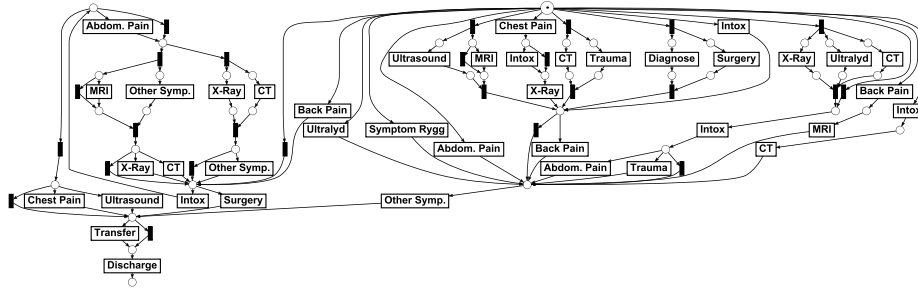 Abdom. Pain
Chest Pain
Intox
Ultrasound
MRI
Intox
CT
Trauma
Diagnose
Surgery
X-Ray
Ultralyd
CT
MRI
Other Symp.
X-Ray
CT
X-Ray
Back Pain
Back Pain
Intox
Ultralyd
Symptom Rygg
Intox
MRI
Abdom. Pain
Back Pain
CT
X-Ray
CT
Other Symp.
Abdom. Pain
Trauma
Chest Pain
Ultrasound
Intox
Surgery
Other Symp.
Transfer
Discharge